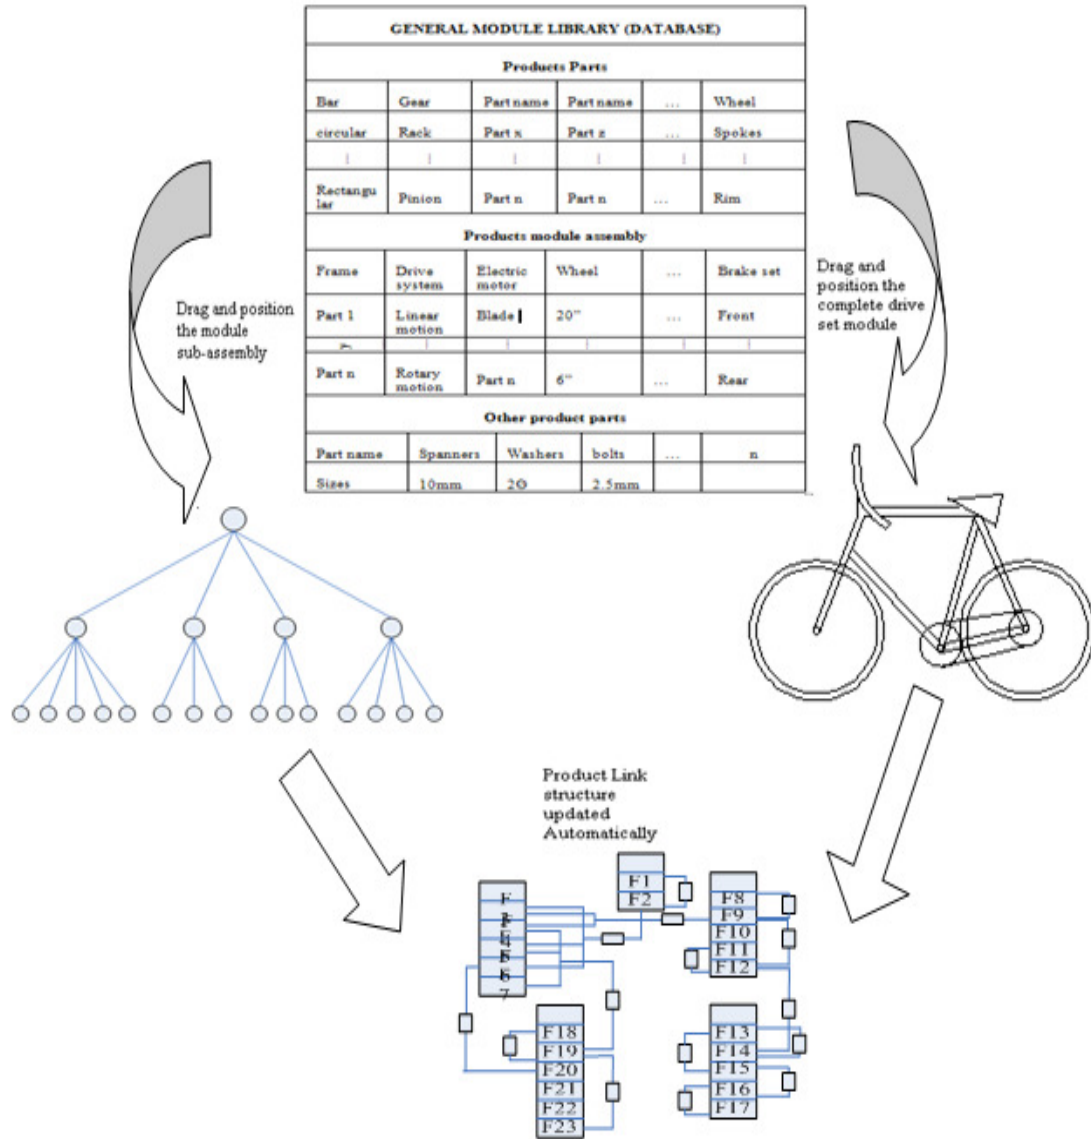 GENERAL MODULE LIBRARY (DATABASE)
Products Parts
Bar Gear Part name Part name ... Wheel
circular Rack Part x Part z ... Spokes
Rectangu
lar Pinion Part n Part n ... Rim
Products module assembly
Frame Drive
system Electric
motor Wheel ... Brake set
Part 1 Linear
motion Blade 20" ... Front
Part n Rotary
motion Part n 6" ... Rear
Other product parts
Part name Spanners Washers bolts ... n
Sizes 10mm 2.5mm
Drag and position
the module
sub-assembly
Drag and
position the
complete drive
set module
Product Link
structure
updated
Automatically
F1
F2
F8
F9
F10
F11
F12
F13
F14
F15
F16
F17
F18
F19
F20
F21
F22
F23